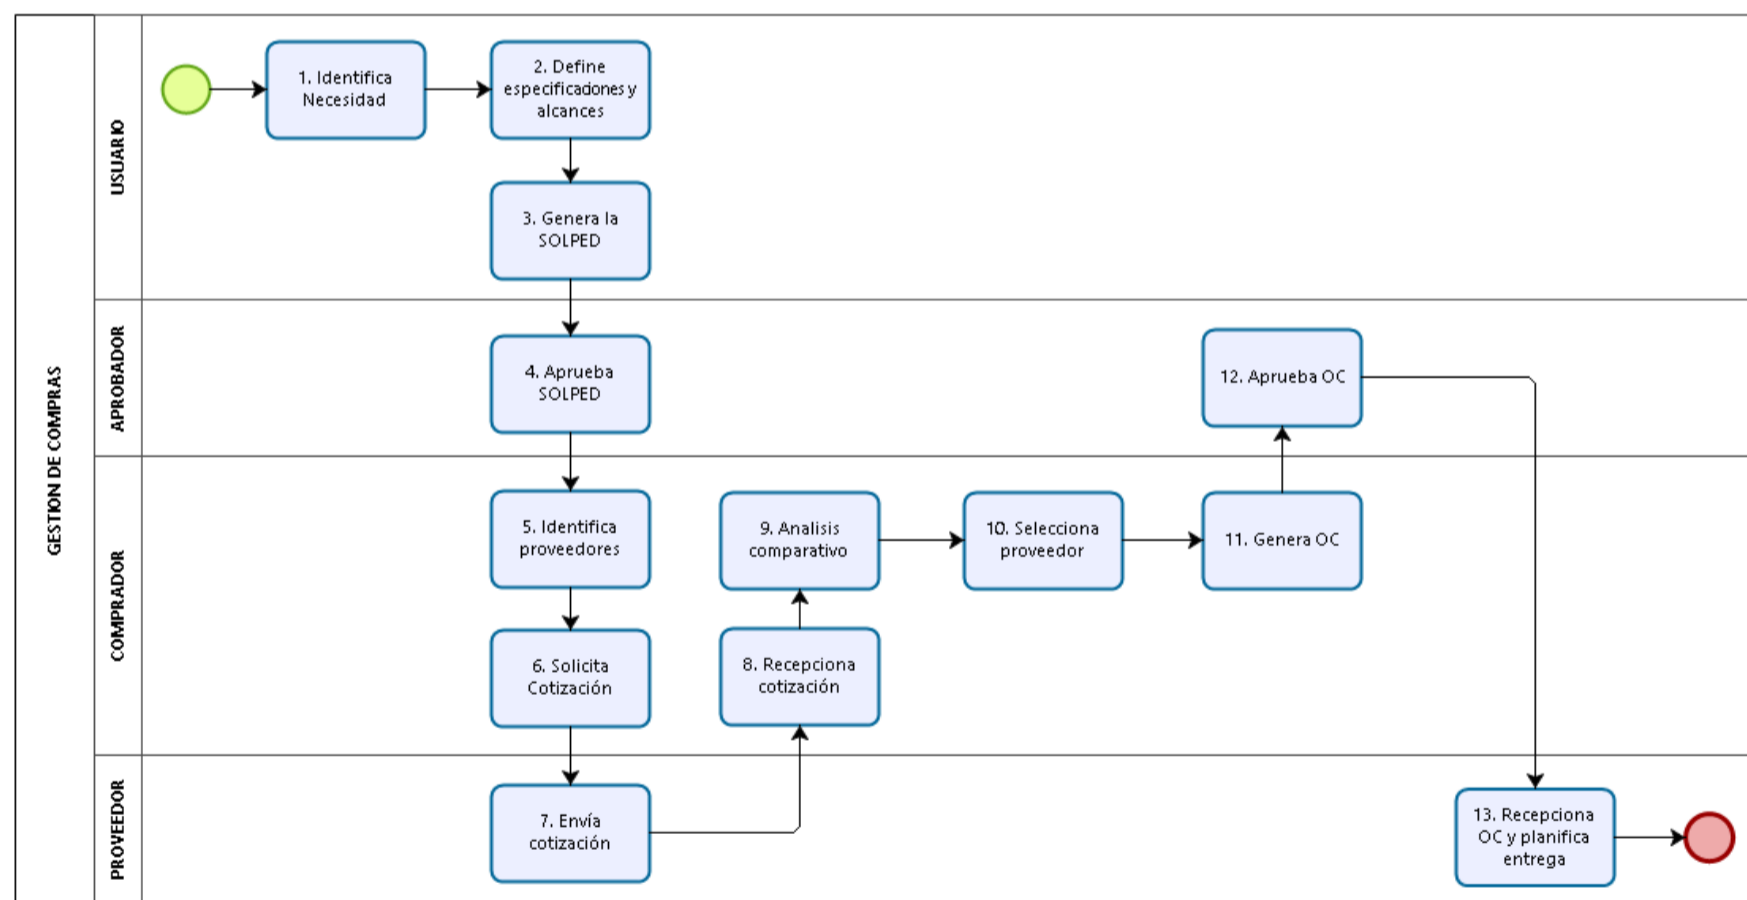 GESTION DE COMPRAS
USUARIO
1. Identifica
Necesidad
2. Define
especificadones y
alcances
3. Genera la
SOLPED
APROBADOR
4. Aprueba
SOLPED
12. Aprueba OC
COMPRADOR
5. Identifica
proveedores
9. Analisis
comparativo
10. Selecciona
proveedor
11. Genera OC
6. Solicita
Cotización
8. Recepciona
cotización
PROVEEDOR
7. Envía
cotización
13. Recepciona
OC y planifica
entrega